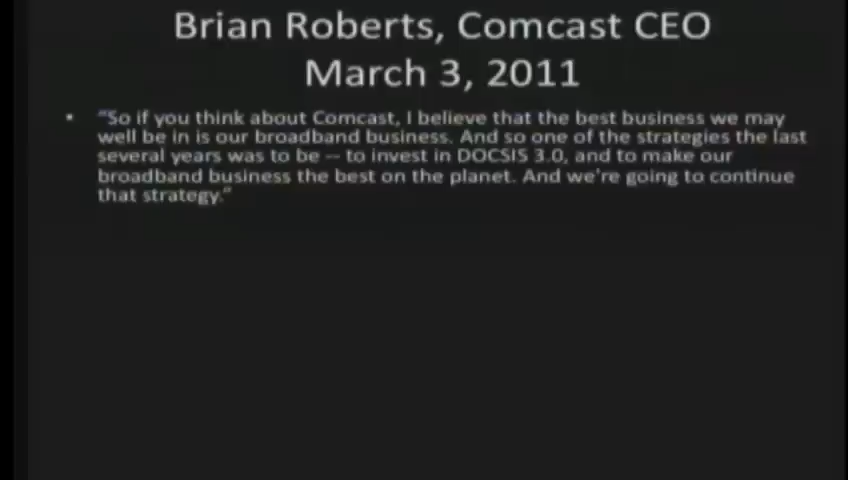 Brian Roberts, Comcast CEO
March 3, 2011
• "So if you think about Comcast, I believe that the best business we may
well be in is our broadband business. And so one of the strategies the last
several years was to be -- to invest in DOCSIS 3.0, and to make our
broadband business the best on the planet. And we're going to continue
that strategy."